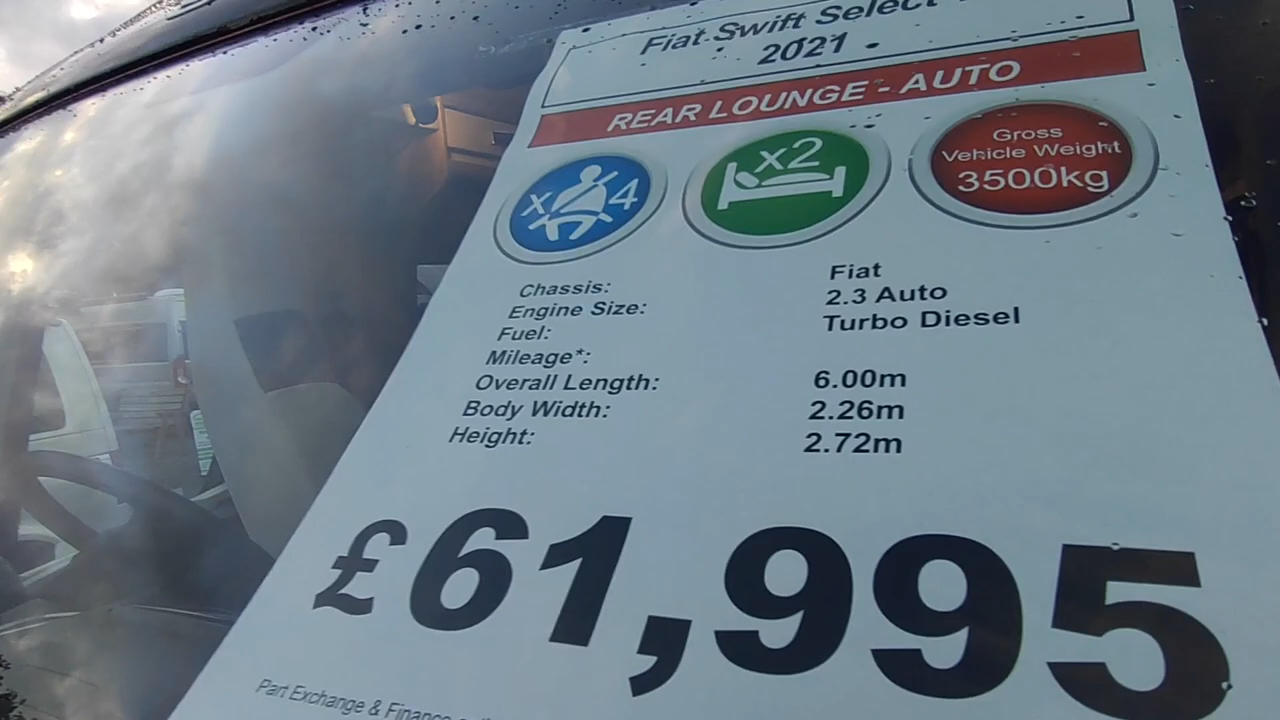 Fiat Swift Select
2021
REAR LOUNGE - AUTO
x4
x2
Gross
Vehicle Weight
3500kg
Chassis: Fiat
Engine Size: 2.3 Auto
Fuel: Turbo Diesel
Mileage*:
Overall Length: 6.00m
Body Width: 2.26m
Height: 2.72m
£61,995
Part Exchange & Finance